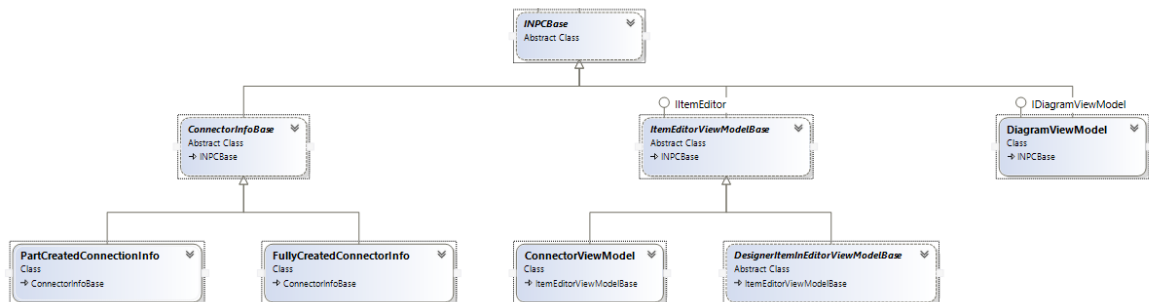 INPCBase
Abstract Class
IItemEditor
IDiagramViewModel
ConnectorInfoBase
Abstract Class
INPCBase
ItemEditorViewModelBase
Abstract Class
INPCBase
DiagramViewModel
Class
INPCBase
PartCreatedConnectionInfo
Class
ConnectorInfoBase
FullyCreatedConnectorInfo
Class
ConnectorInfoBase
ConnectorViewModel
Class
ItemEditorViewModelBase
DesignerItemInEditorViewModelBase
Abstract Class
ItemEditorViewModelBase